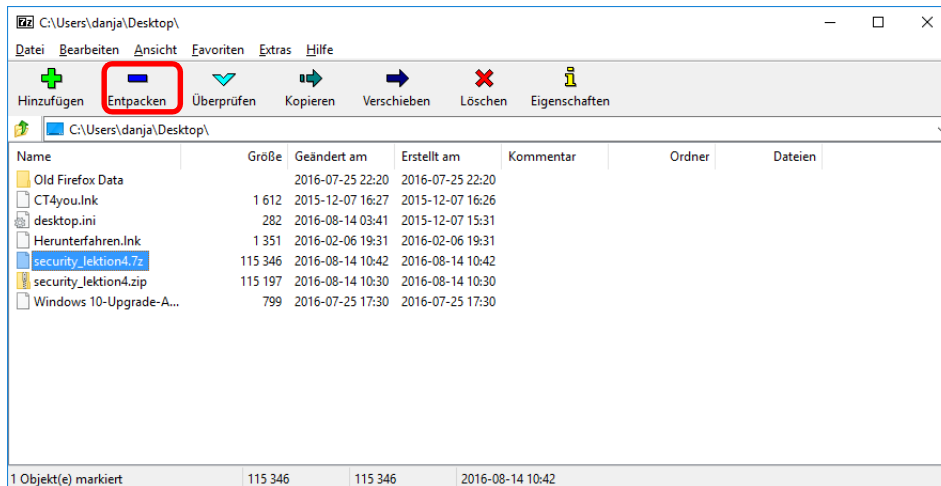 7z C:\Users\danja\Desktop\
Datei Bearbeiten Ansicht Favoriten Extras Hilfe
Hinzufügen Entpacken Überprüfen Kopieren Verschieben Löschen Eigenschaften
C:\Users\danja\Desktop\
Name Größe Geändert am Erstellt am Kommentar Ordner Dateien
Old Firefox Data 2016-07-25 22:20 2016-07-25 22:20
CT4you.lnk 1 612 2015-12-07 16:27 2015-12-07 16:26
desktop.ini 282 2016-08-14 03:41 2015-12-07 15:31
Herunterfahren.lnk 1 351 2016-02-06 19:31 2016-02-06 19:31
security_lektion4.7z 115 346 2016-08-14 10:42 2016-08-14 10:42
security_lektion4.zip 115 197 2016-08-14 10:30 2016-08-14 10:30
Windows 10-Upgrade-A... 799 2016-07-25 17:30 2016-07-25 17:30
1 Objekt(e) markiert 115 346 115 346 2016-08-14 10:42